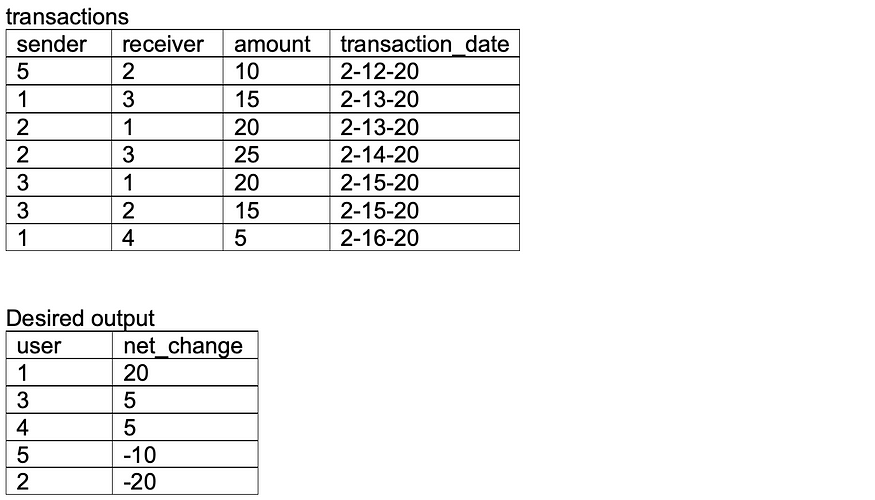 transactions
sender receiver amount transaction_date
5 2 10 2-12-20
1 3 15 2-13-20
2 1 20 2-13-20
2 3 25 2-14-20
3 1 20 2-15-20
3 2 15 2-15-20
1 4 5 2-16-20
Desired output
user net_change
1 20
3 5
4 5
5 -10
2 -20